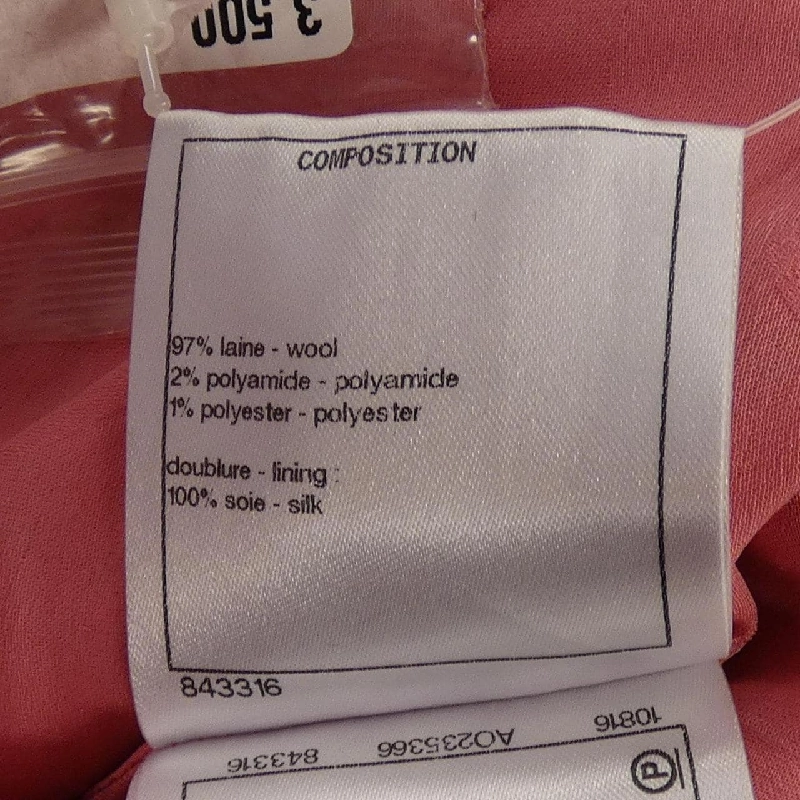 3 500
COMPOSITION
97% laine - wool
2% polyamide - polyamide
1% polyester - polyester
doublure - lining :
100% soie - silk
843316
843316 AO235366 10816
P